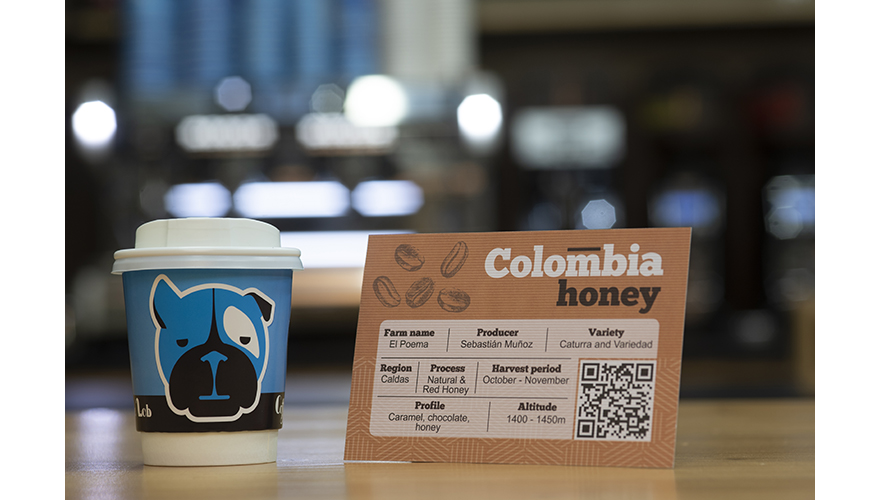 Colombia
honey
Farm name Producer Variety
El Poema Sebastián Muñoz Caturra and Variedad
Region Process Harvest period
Caldas Natural & October - November
Red Honey
Profile Altitude
Caramel, chocolate, 1400 - 1450m
honey
Lab